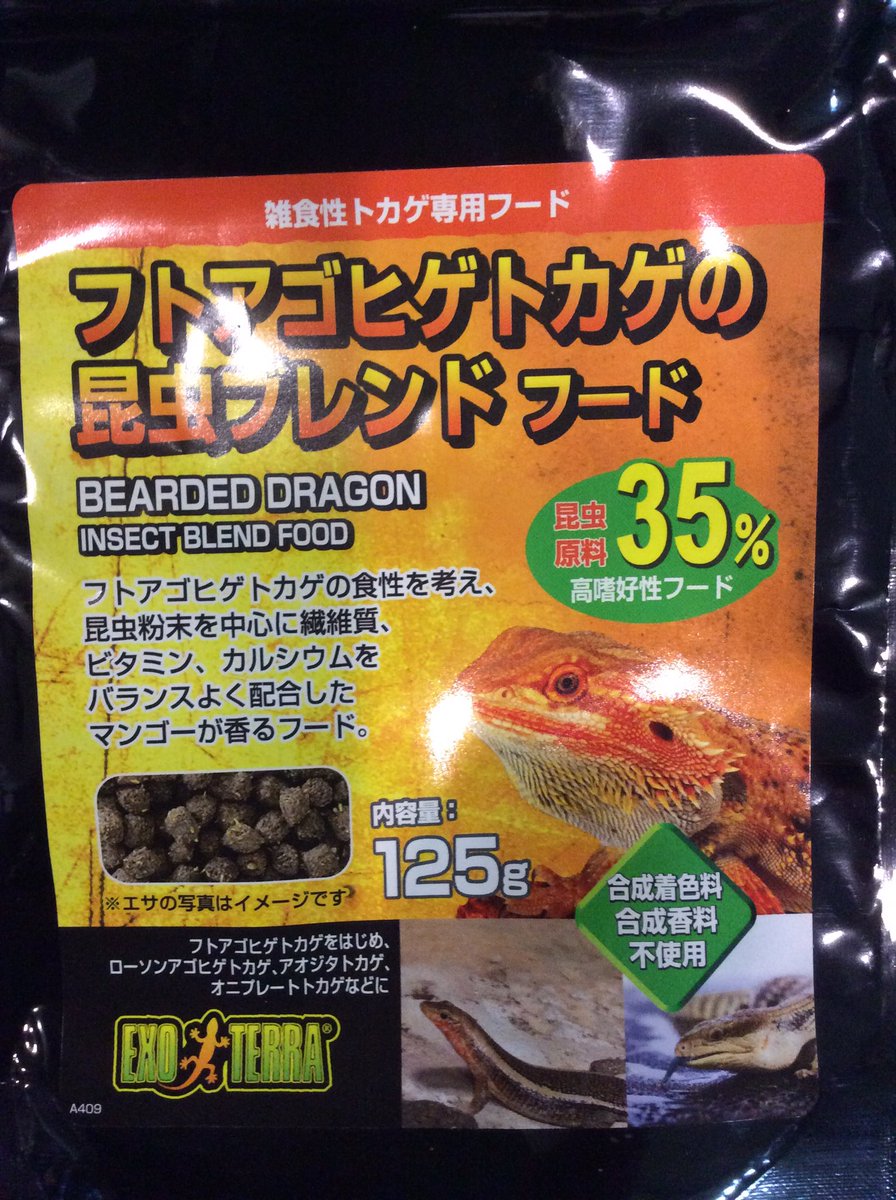 雑食性トカゲ専用フード
フトアゴヒゲトカゲの
昆虫ブレンド フード
BEARDED DRAGON
INSECT BLEND FOOD
昆虫
原料
35%
高嗜好性フード
フトアゴヒゲトカゲの食性を考え、
昆虫粉末を中心に繊維質、
ビタミン、カルシウムを
バランスよく配合した
マンゴーが香るフード。
内容量:
125g
※エサの写真はイメージです
合成着色料
合成香料
不使用
フトアゴヒゲトカゲをはじめ、
ローソンアゴヒゲトカゲ、アオジタトカゲ、
オニプレートトカゲなどに
EXO TERRA®
A409